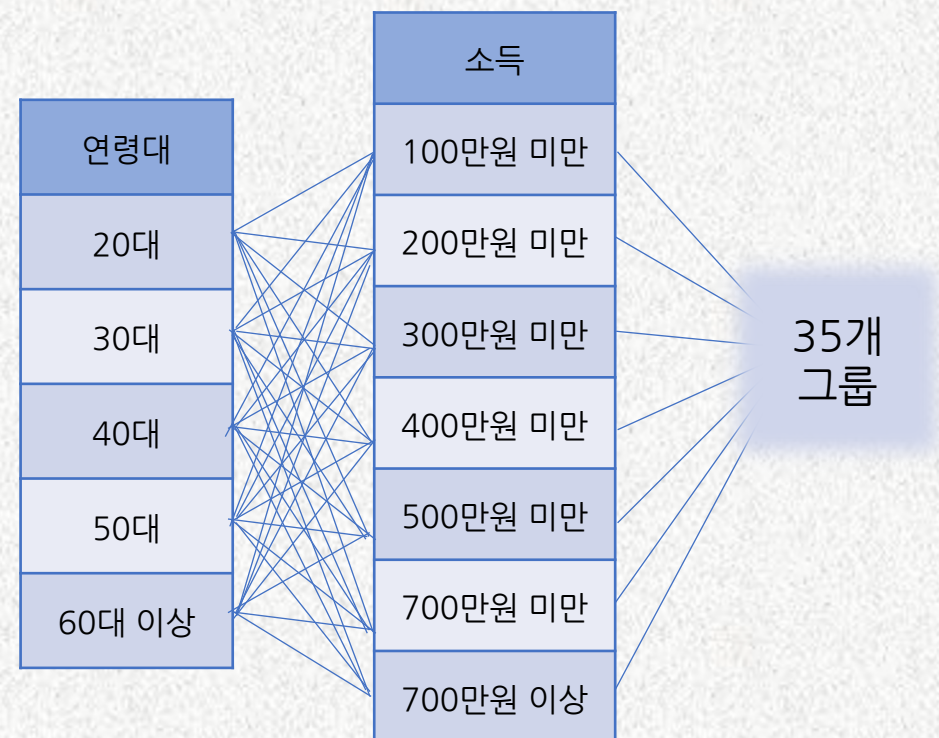 연령대
20대
30대
40대
50대
60대 이상
소득
100만원 미만
200만원 미만
300만원 미만
400만원 미만
500만원 미만
700만원 미만
700만원 이상
35개
그룹